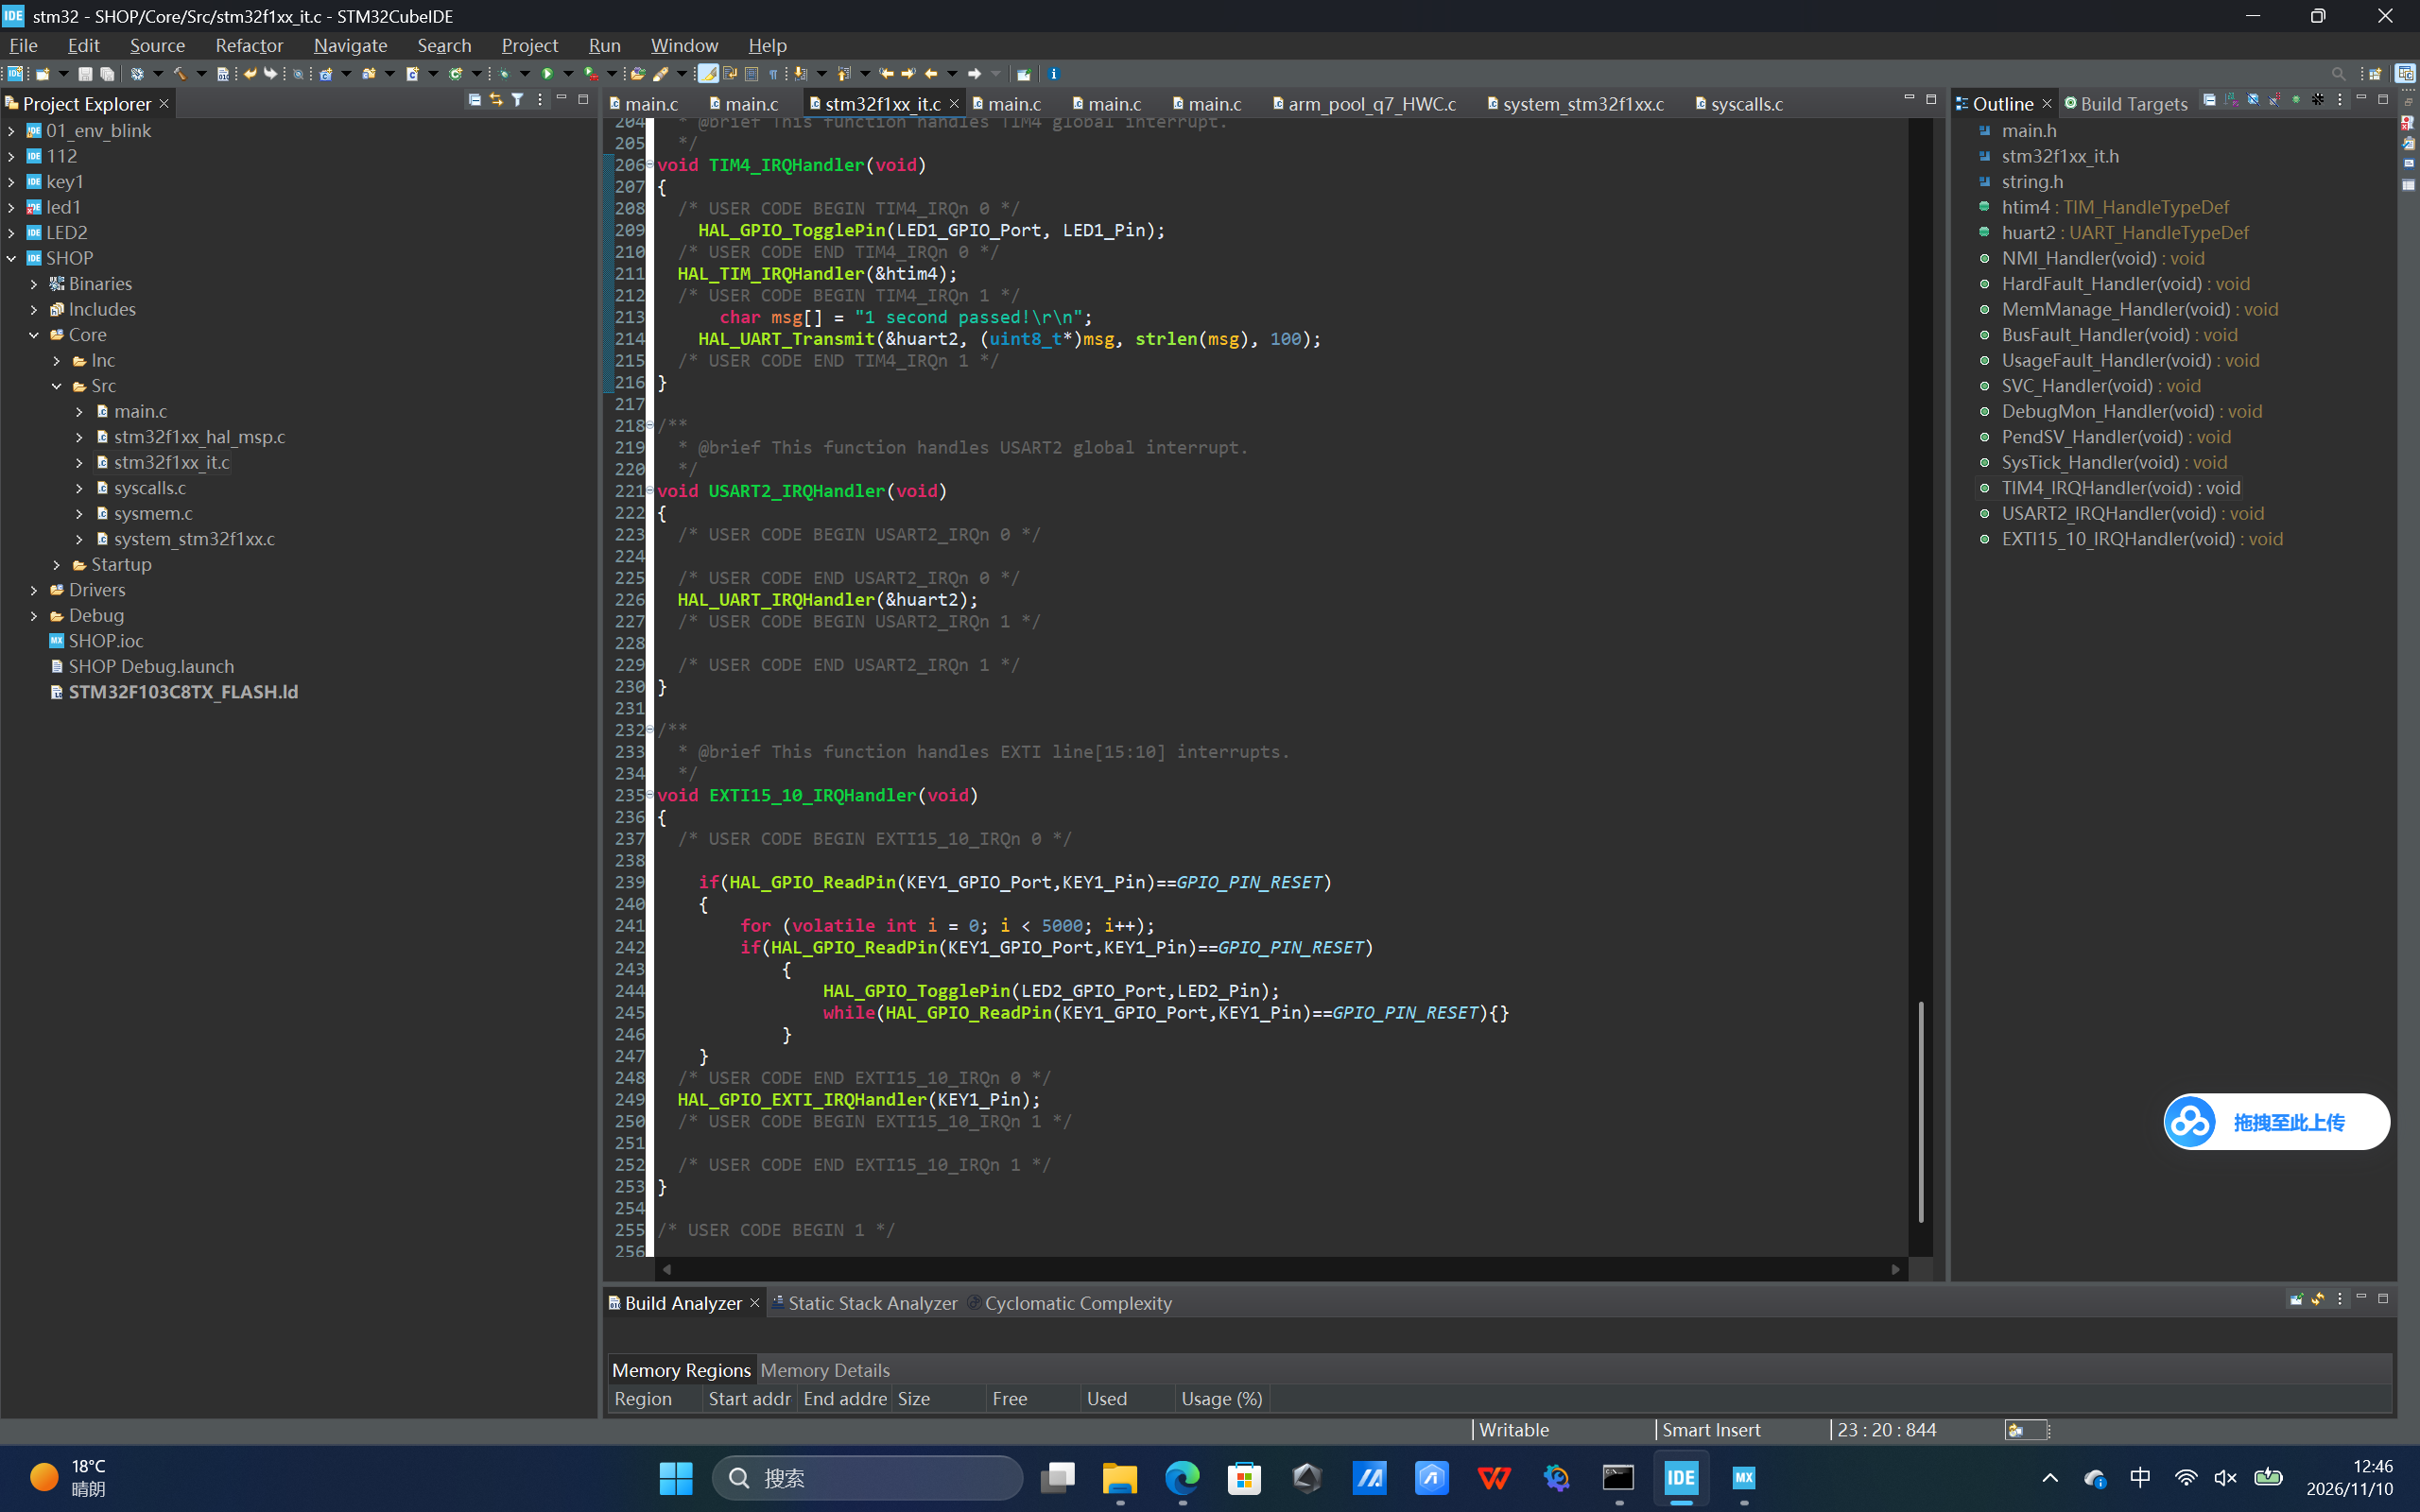 stm32 - SHOP/Core/Src/stm32f1xx_it.c - STM32CubeIDE
File Edit Source Refactor Navigate Search Project Run Window Help
Project Explorer
01_env_blink
112
key1
led1
LED2
SHOP
Binaries
Includes
Core
Inc
Src
main.c
stm32f1xx_hal_msp.c
stm32f1xx_it.c
syscalls.c
sysmem.c
system_stm32f1xx.c
Startup
Drivers
Debug
SHOP.ioc
SHOP Debug.launch
STM32F103C8TX_FLASH.ld
main.c main.c stm32f1xx_it.c main.c main.c main.c arm_pool_q7_HWC.c system_stm32f1xx.c syscalls.c
204 * @brief This function handles TIM4 global interrupt.
205 */
206 void TIM4_IRQHandler(void)
207 {
208 /* USER CODE BEGIN TIM4_IRQn 0 */
209 HAL_GPIO_TogglePin(LED1_GPIO_Port, LED1_Pin);
210 /* USER CODE END TIM4_IRQn 0 */
211 HAL_TIM_IRQHandler(&htim4);
212 /* USER CODE BEGIN TIM4_IRQn 1 */
213 char msg[] = "1 second passed!\r\n";
214 HAL_UART_Transmit(&huart2, (uint8_t*)msg, strlen(msg), 100);
215 /* USER CODE END TIM4_IRQn 1 */
216 }
217
218 /**
219 * @brief This function handles USART2 global interrupt.
220 */
221 void USART2_IRQHandler(void)
222 {
223 /* USER CODE BEGIN USART2_IRQn 0 */
224
225 /* USER CODE END USART2_IRQn 0 */
226 HAL_UART_IRQHandler(&huart2);
227 /* USER CODE BEGIN USART2_IRQn 1 */
228
229 /* USER CODE END USART2_IRQn 1 */
230 }
231
232 /**
233 * @brief This function handles EXTI line[15:10] interrupts.
234 */
235 void EXTI15_10_IRQHandler(void)
236 {
237 /* USER CODE BEGIN EXTI15_10_IRQn 0 */
238
239 if(HAL_GPIO_ReadPin(KEY1_GPIO_Port,KEY1_Pin)==GPIO_PIN_RESET)
240 {
241 for (volatile int i = 0; i < 5000; i++);
242 if(HAL_GPIO_ReadPin(KEY1_GPIO_Port,KEY1_Pin)==GPIO_PIN_RESET)
243 {
244 HAL_GPIO_TogglePin(LED2_GPIO_Port,LED2_Pin);
245 while(HAL_GPIO_ReadPin(KEY1_GPIO_Port,KEY1_Pin)==GPIO_PIN_RESET){}
246 }
247 }
248 /* USER CODE END EXTI15_10_IRQn 0 */
249 HAL_GPIO_EXTI_IRQHandler(KEY1_Pin);
250 /* USER CODE BEGIN EXTI15_10_IRQn 1 */
251
252 /* USER CODE END EXTI15_10_IRQn 1 */
253 }
254
255 /* USER CODE BEGIN 1 */
256
Outline Build Targets
main.h
stm32f1xx_it.h
string.h
htim4 : TIM_HandleTypeDef
huart2 : UART_HandleTypeDef
NMI_Handler(void) : void
HardFault_Handler(void) : void
MemManage_Handler(void) : void
BusFault_Handler(void) : void
UsageFault_Handler(void) : void
SVC_Handler(void) : void
DebugMon_Handler(void) : void
PendSV_Handler(void) : void
SysTick_Handler(void) : void
TIM4_IRQHandler(void) : void
USART2_IRQHandler(void) : void
EXTI15_10_IRQHandler(void) : void
拖拽至此上传
Build Analyzer Static Stack Analyzer Cyclomatic Complexity
Memory Regions Memory Details
Region Start addr End addre Size Free Used Usage (%)
Writable Smart Insert 23 : 20 : 844
18°C
晴朗
搜索
IDE
MX
中
12:46
2026/11/10